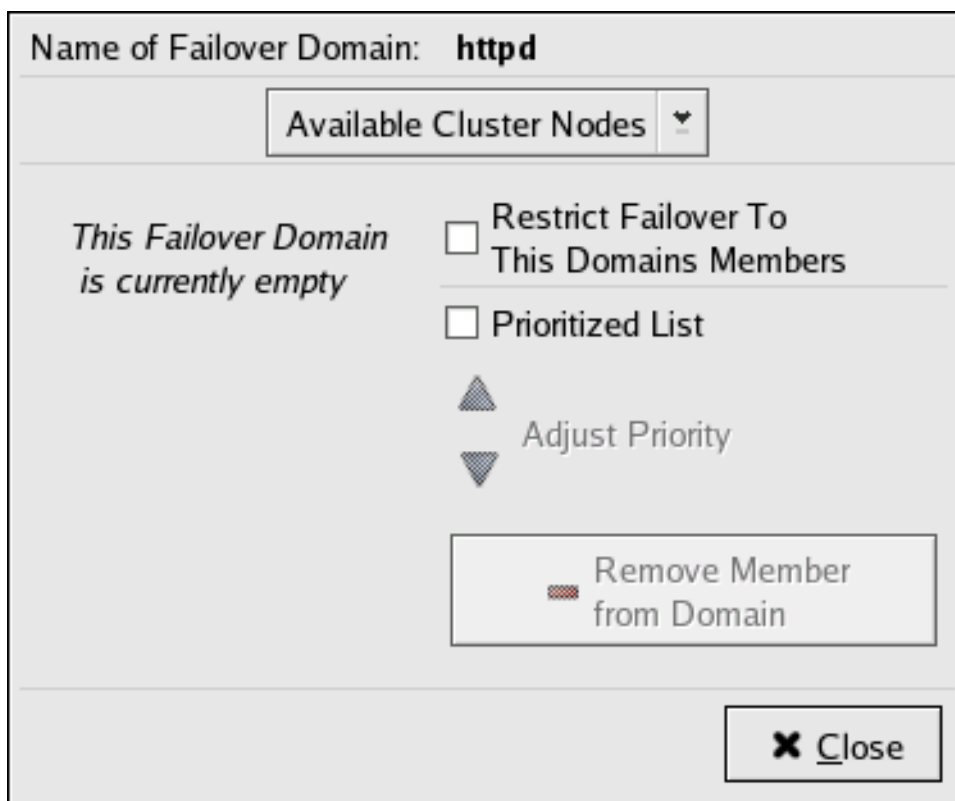 Name of Failover Domain: httpd
Available Cluster Nodes
This Failover Domain
is currently empty
Restrict Failover To
This Domains Members
Prioritized List
Adjust Priority
Remove Member
from Domain
Close